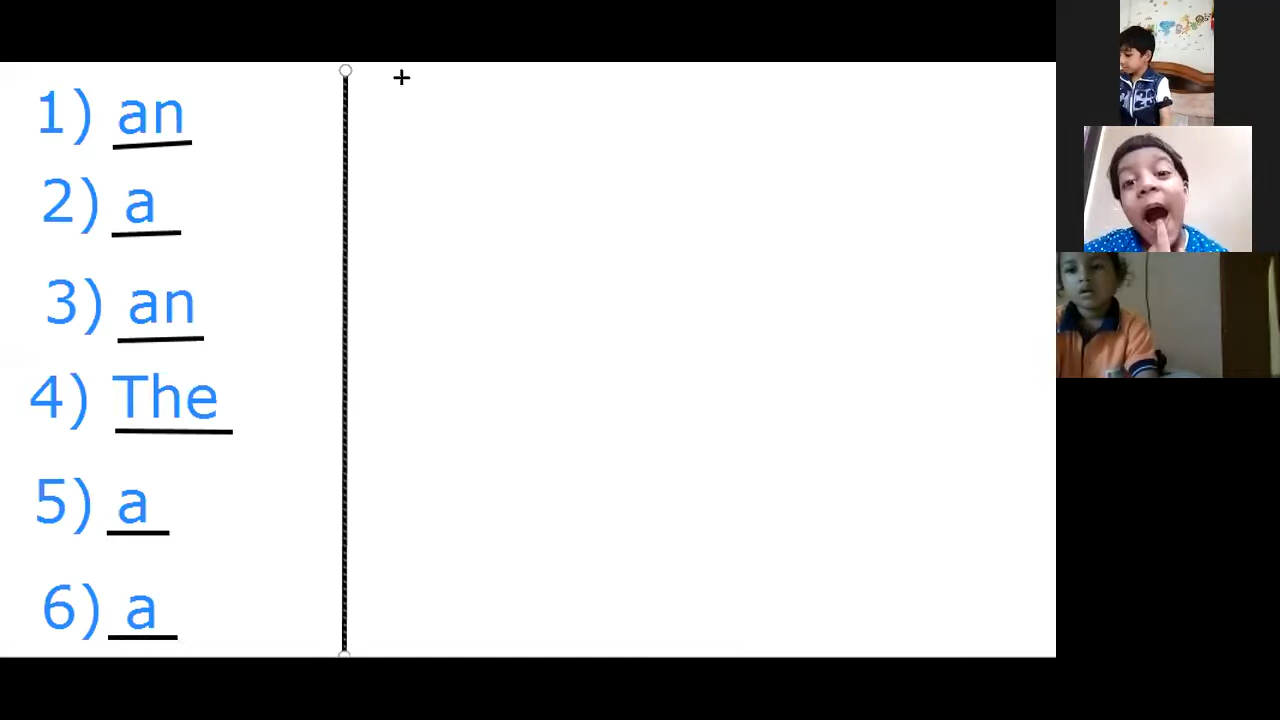 1) an
2) a
3) an
4) The
5) a
6) a